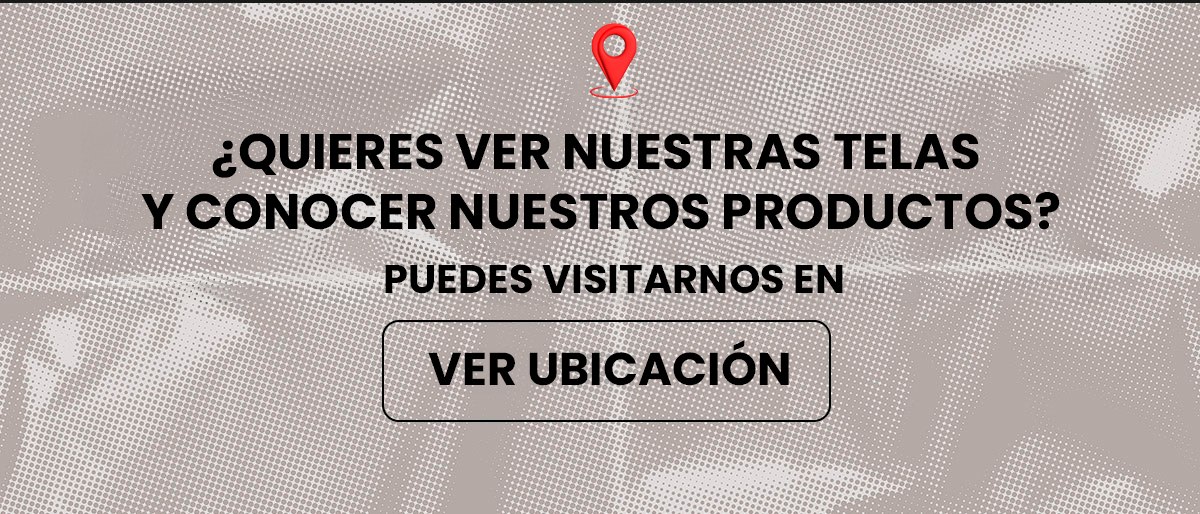 ¿QUIERES VER NUESTRAS TELAS
Y CONOCER NUESTROS PRODUCTOS?
PUEDES VISITARNOS EN
VER UBICACIÓN